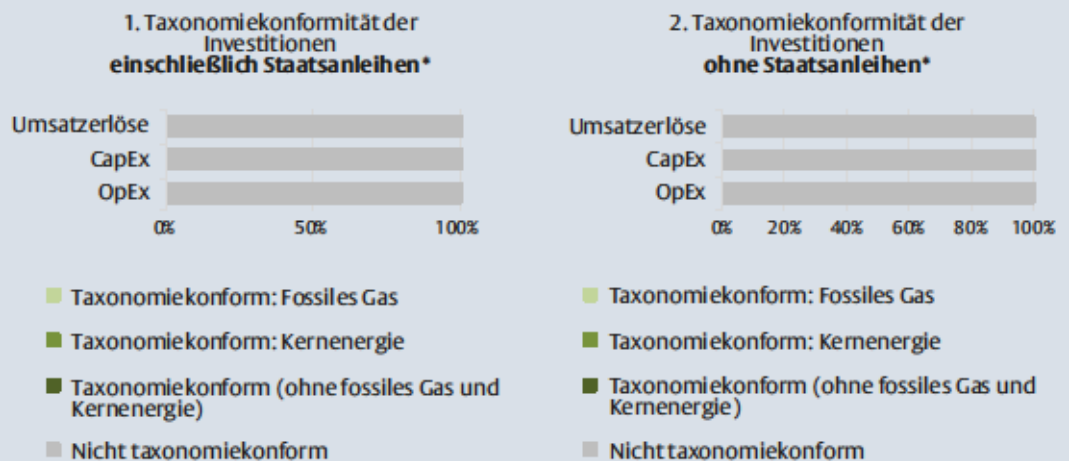 1. Taxonomiekonformität der
Investitionen
einschließlich Staatsanleihen*
Umsatzerlöse
CapEx
OpEx
0%
50%
100%
Taxonomiekonform: Fossiles Gas
Taxonomiekonform: Kernenergie
Taxonomiekonform (ohne fossiles Gas und
Kernenergie)
Nicht taxonomiekonform
2. Taxonomiekonformität der
Investitionen
ohne Staatsanleihen*
Umsatzerlöse
CapEx
OpEx
0%
20%
40%
60%
80%
100%
Taxonomiekonform: Fossiles Gas
Taxonomiekonform: Kernenergie
Taxonomiekonform (ohne fossiles Gas und
Kernenergie)
Nicht taxonomiekonform